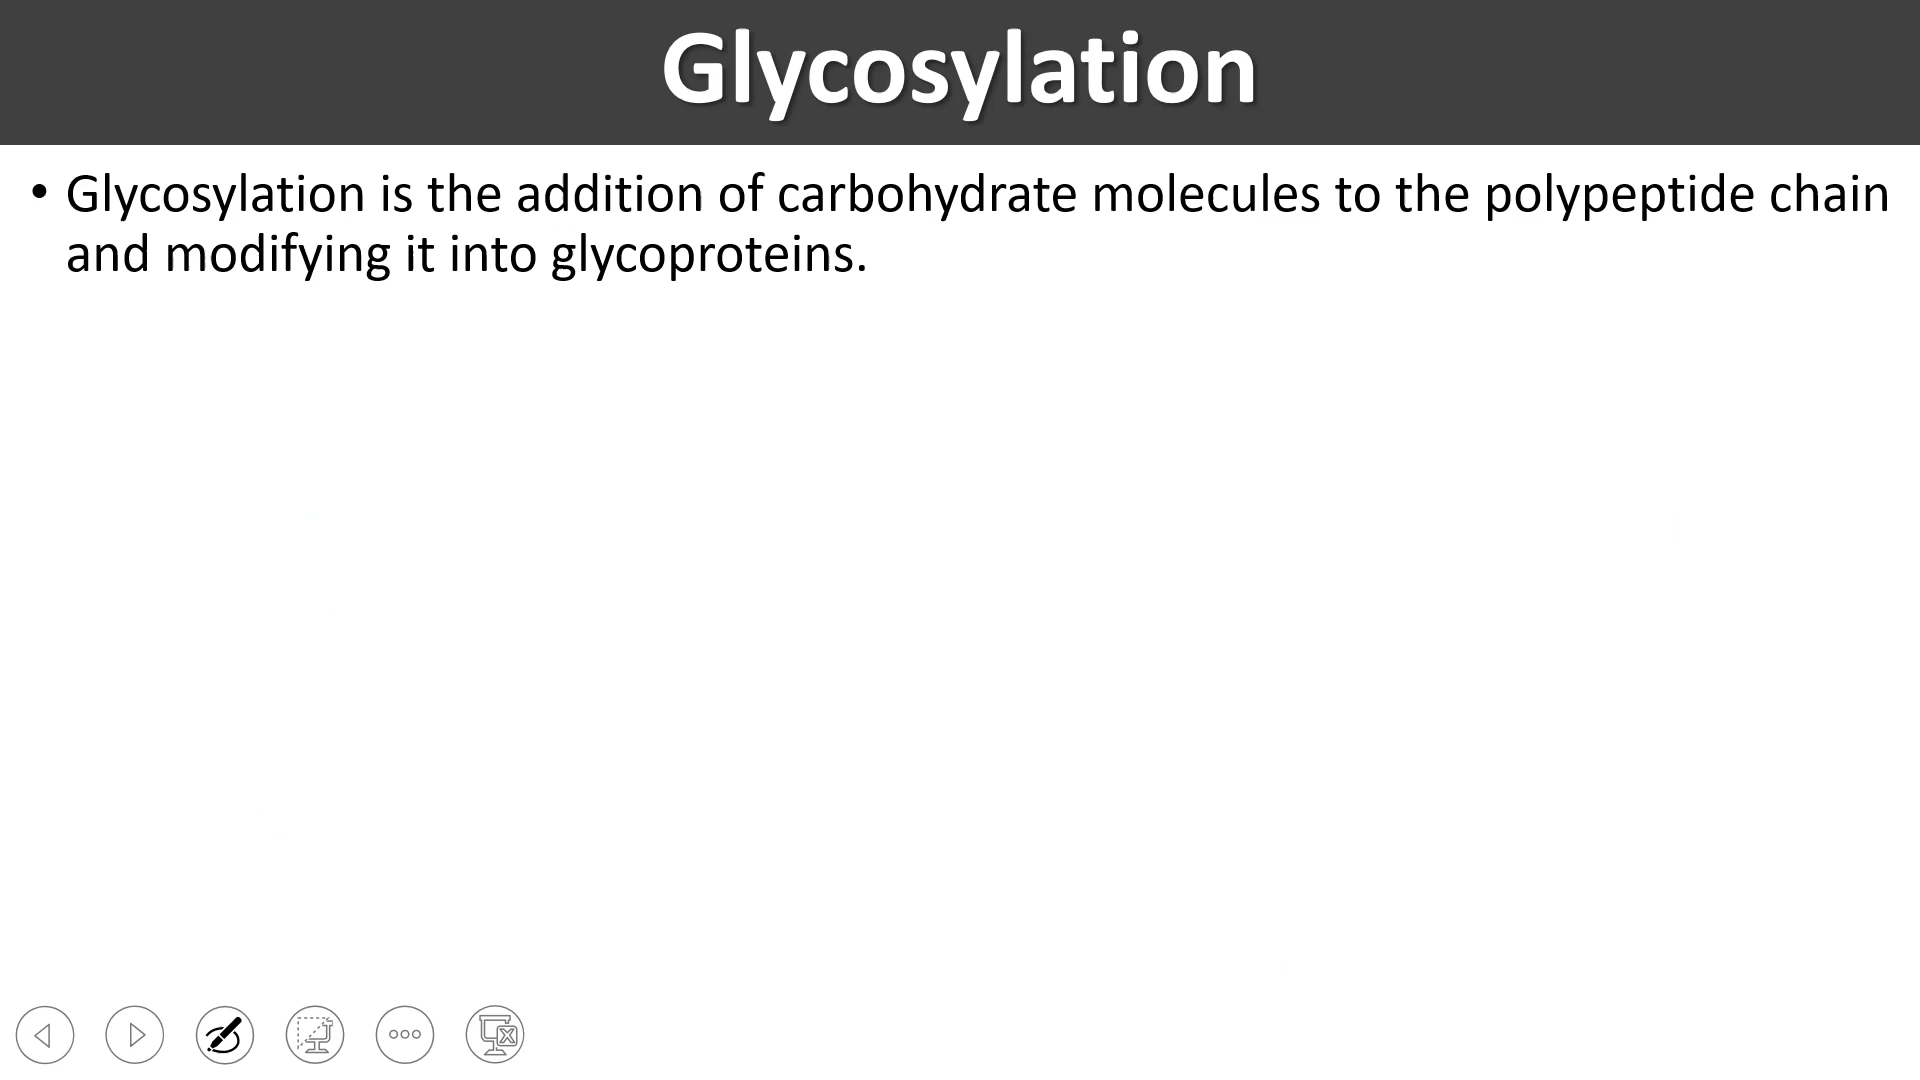 Glycosylation
• Glycosylation is the addition of carbohydrate molecules to the polypeptide chain
and modifying it into glycoproteins.